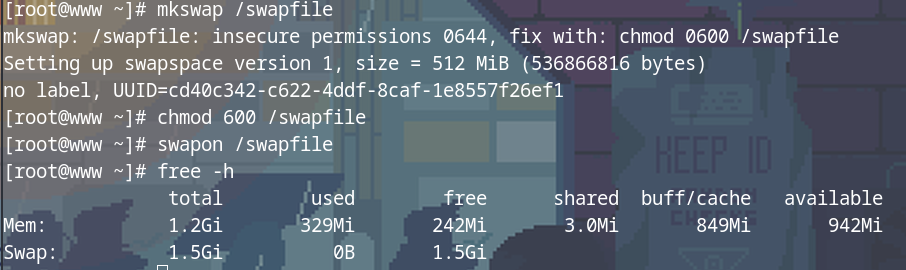 [root@www ~]# mkswap /swapfile
mkswap: /swapfile: insecure permissions 0644, fix with: chmod 0600 /swapfile
Setting up swapspace version 1, size = 512 MiB (536866816 bytes)
no label, UUID=cd40c342-c622-4ddf-8caf-1e8557f26ef1
[root@www ~]# chmod 600 /swapfile
[root@www ~]# swapon /swapfile
[root@www ~]# free -h
total used free shared buff/cache available
Mem: 1.2Gi 329Mi 242Mi 3.0Mi 849Mi 942Mi
Swap: 1.5Gi 0B 1.5Gi
KEEP ID